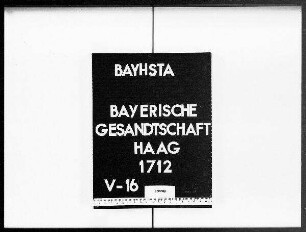 BAYHSTA
BAYERISCHE
GESANDTSCHAFT
HAAG
1712
V-16